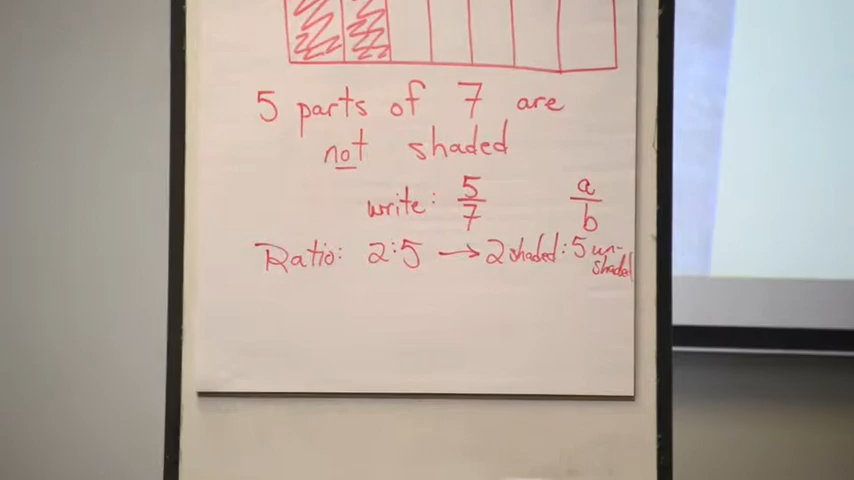 5 parts of 7 are
not shaded
write: 5/7 a/b
Ratio: 2:5 → 2 shaded : 5 un-
shaded